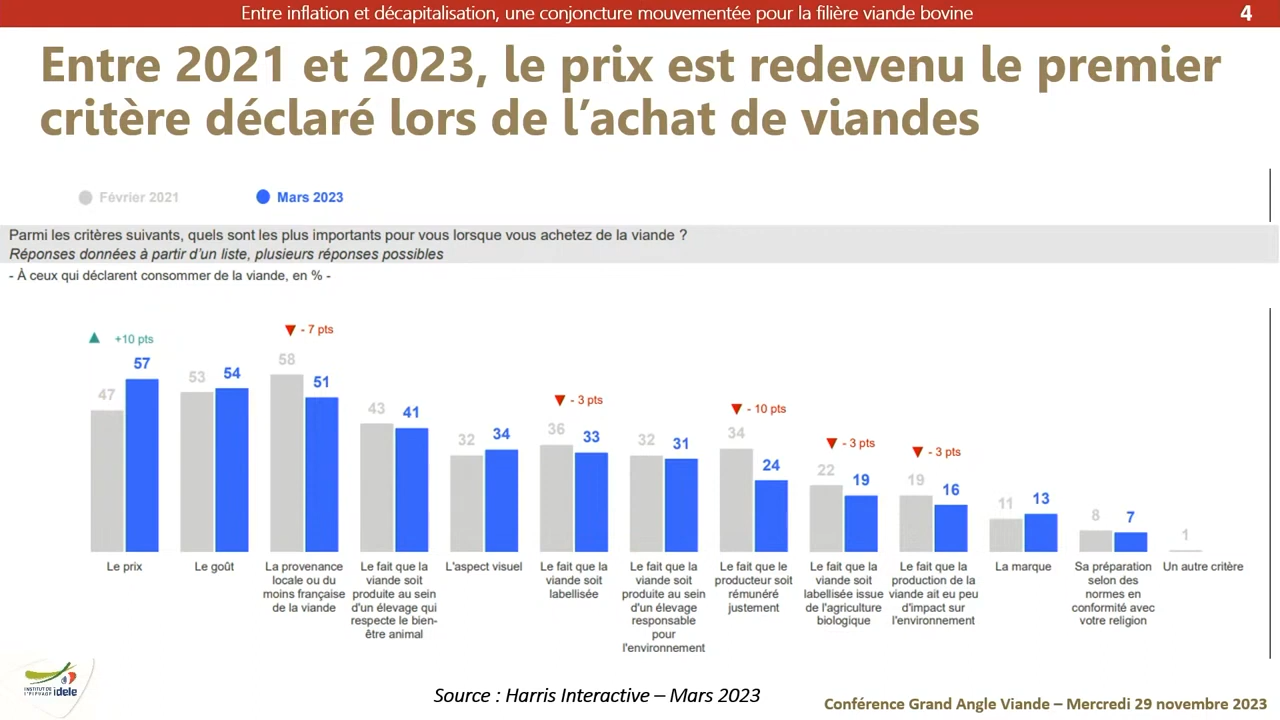 Entre inflation et décapitalisation, une conjoncture mouvementée pour la filière viande bovine
4
Entre 2021 et 2023, le prix est redevenu le premier
critère déclaré lors de l'achat de viandes
Février 2021
Mars 2023
Parmi les critères suivants, quels sont les plus importants pour vous lorsque vous achetez de la viande ?
Réponses données à partir d'un liste, plusieurs réponses possibles
- À ceux qui déclarent consommer de la viande, en % -
+10 pts
47
57
53
54
- 7 pts
58
51
43
41
32
34
- 3 pts
36
33
32
31
- 10 pts
34
24
- 3 pts
22
19
- 3 pts
19
16
11
13
8
7
1
Le prix
Le goût
La provenance
locale ou du
moins française
de la viande
Le fait que la
viande soit
produite au sein
d'un élevage qui
respecte le bien-
être animal
L'aspect visuel
Le fait que la
viande soit
labellisée
Le fait que la
viande soit
produite au sein
d'un élevage
responsable
pour
l'environnement
Le fait que le
producteur soit
rémunéré
justement
Le fait que la
viande soit
labellisée issue
de l'agriculture
biologique
Le fait que la
production de la
viande ait eu peu
d'impact sur
l'environnement
La marque
Sa préparation
selon des
normes en
conformité avec
votre religion
Un autre critère
INSTITUT DE
L'ÉLEVAGE idele
Source : Harris Interactive – Mars 2023
Conférence Grand Angle Viande – Mercredi 29 novembre 2023